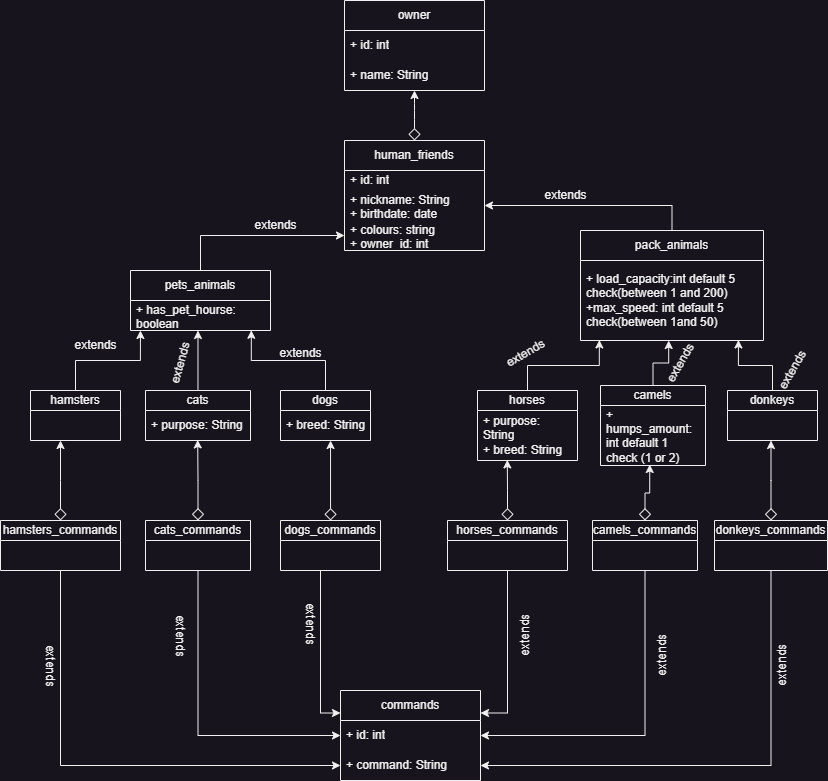 owner
+ id: int
+ name: String
human_friends
+ id: int
+ nickname: String
+ birthdate: date
+ colours: string
+ owner_id: int
extends
extends
pack_animals
+ load_capacity:int default 5
check(between 1 and 200)
+max_speed: int default 5
check(between 1and 50)
pets_animals
+ has_pet_hourse:
boolean
extends
extends
extends
extends
extends
extends
hamsters
cats
+ purpose: String
dogs
+ breed: String
horses
+ purpose:
String
+ breed: String
camels
+
humps_amount:
int default 1
check (1 or 2)
donkeys
hamsters_commands
cats_commands
dogs_commands
horses_commands
camels_commands
donkeys_commands
extends
extends
extends
extends
extends
extends
commands
+ id: int
+ command: String